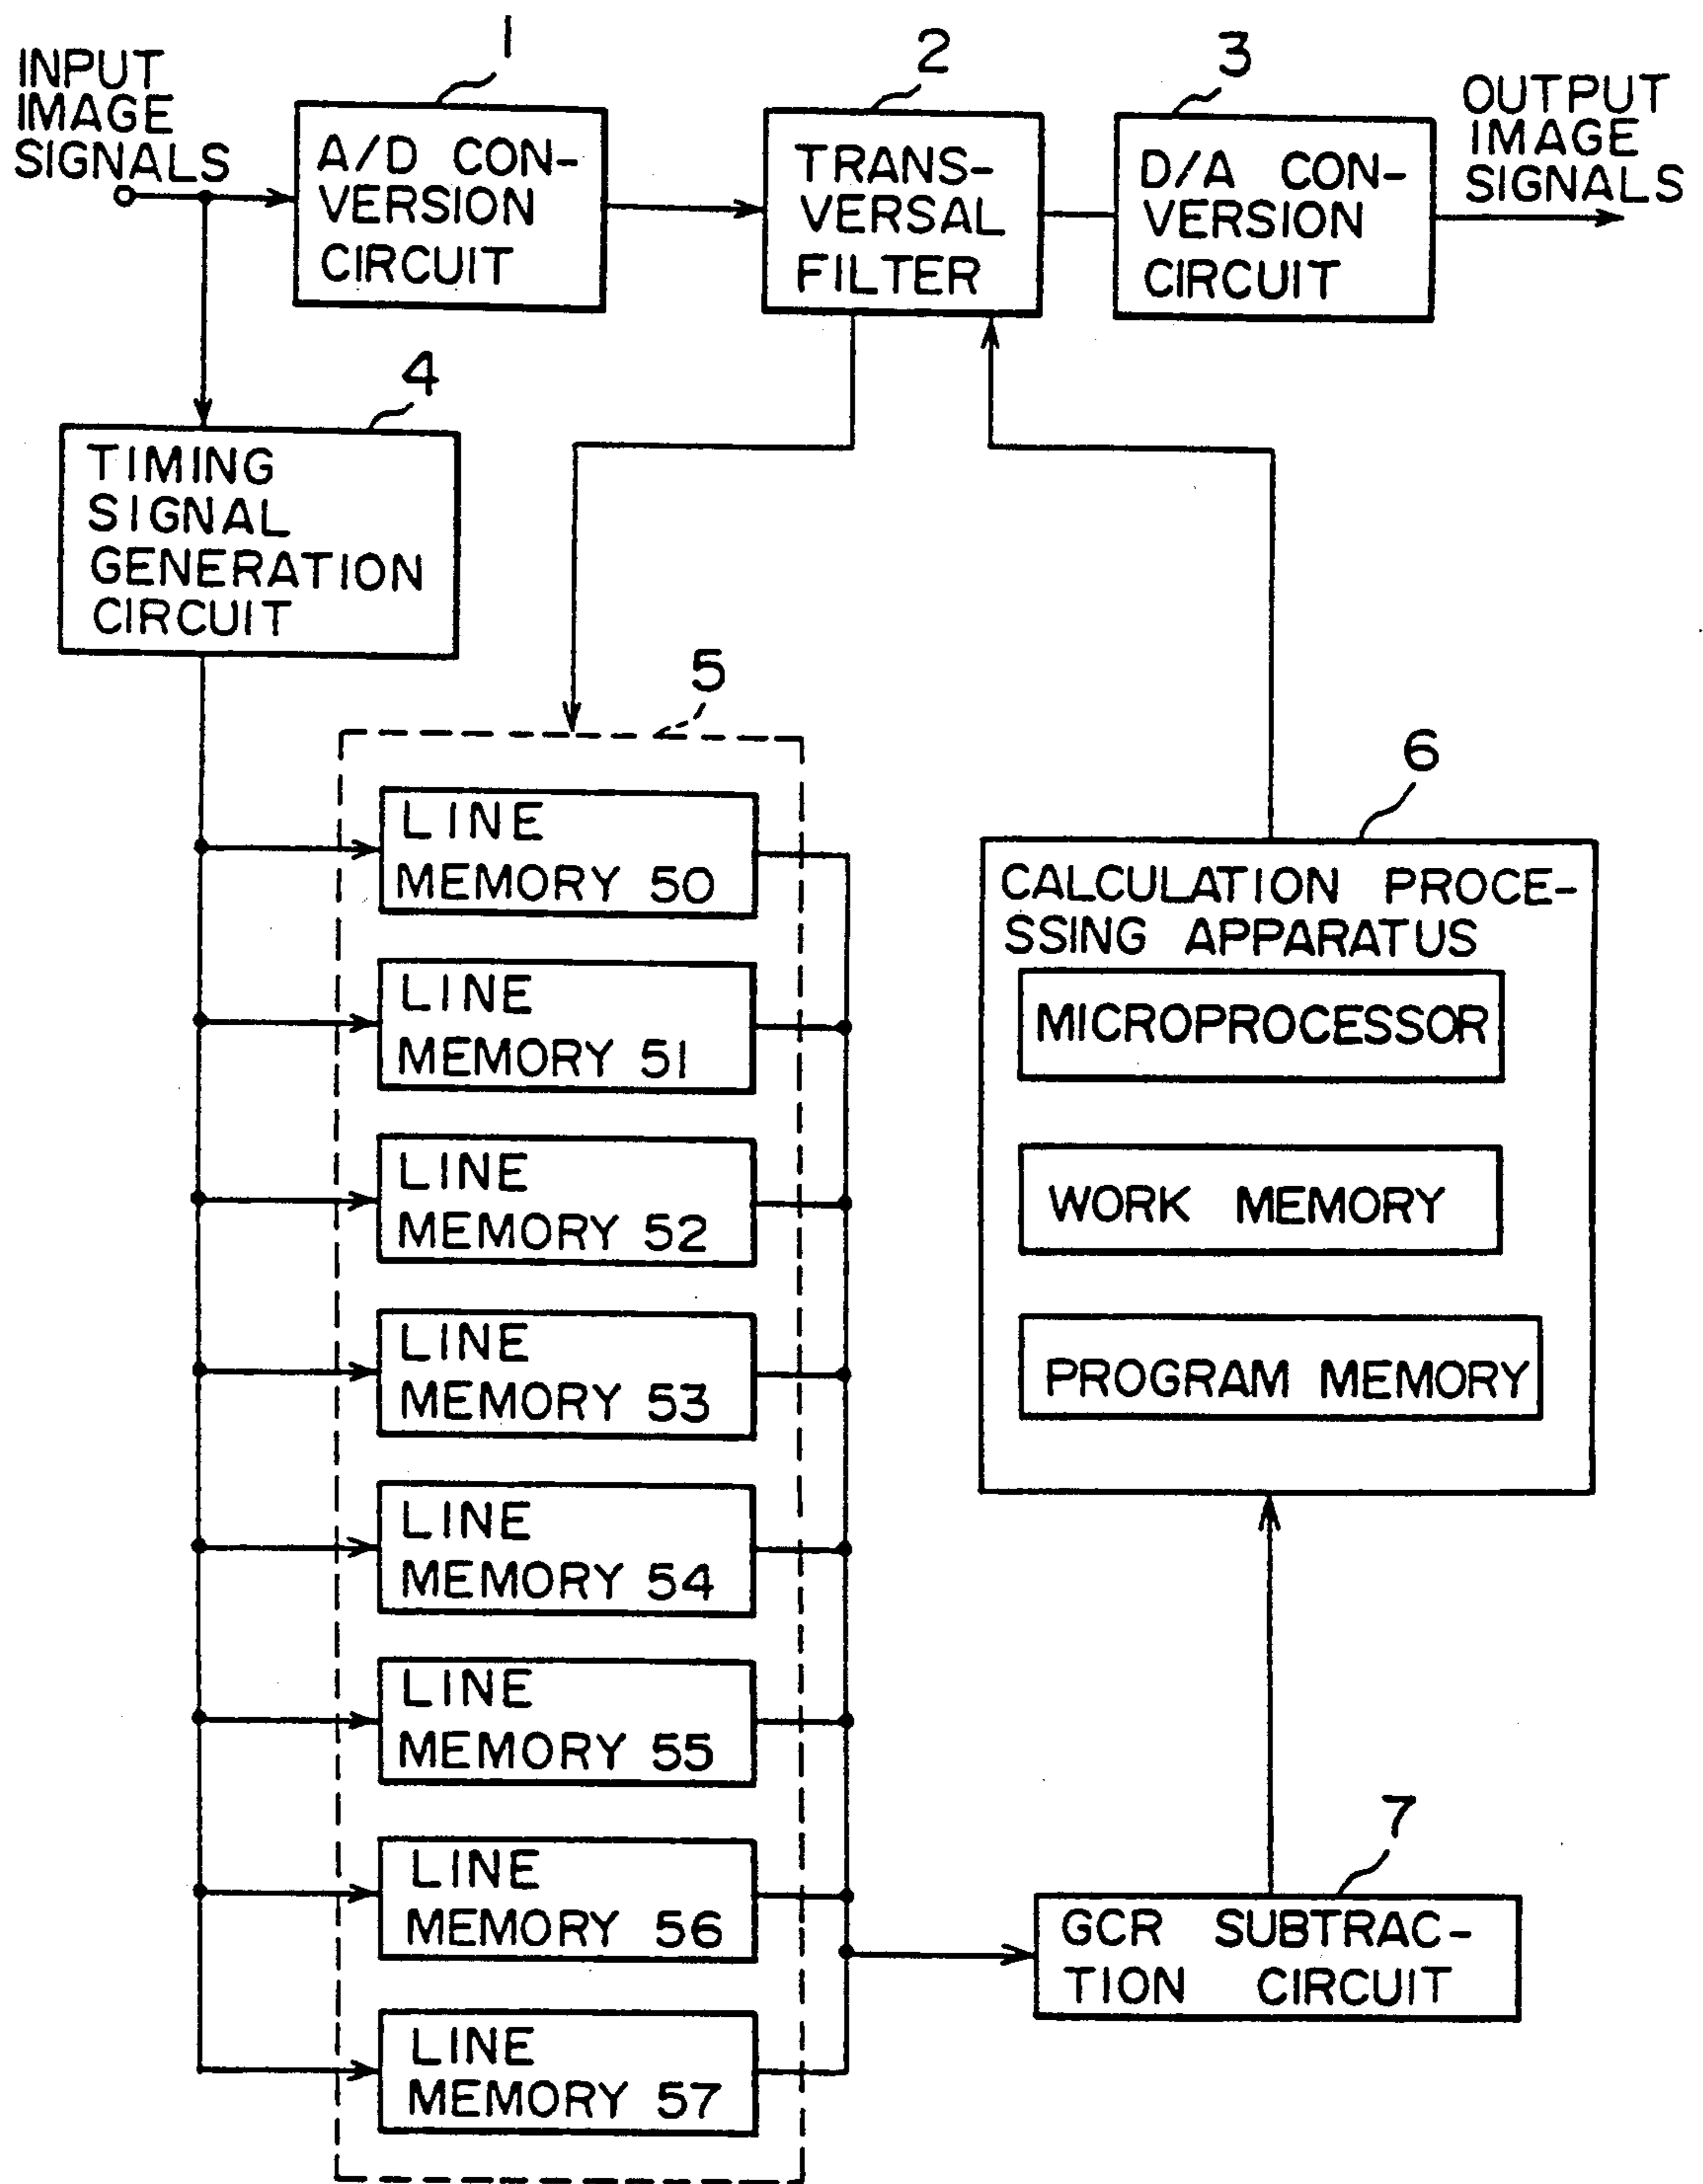 1
2
3
INPUT
IMAGE
SIGNALS
A/D CON-
VERSION
CIRCUIT
TRANS-
VERSAL
FILTER
D/A CON-
VERSION
CIRCUIT
OUTPUT
IMAGE
SIGNALS
4
TIMING
SIGNAL
GENERATION
CIRCUIT
5
LINE
MEMORY 50
LINE
MEMORY 51
LINE
MEMORY 52
LINE
MEMORY 53
LINE
MEMORY 54
LINE
MEMORY 55
LINE
MEMORY 56
LINE
MEMORY 57
6
CALCULATION PROCE-
SSING APPARATUS
MICROPROCESSOR
WORK MEMORY
PROGRAM MEMORY
7
GCR SUBTRAC-
TION CIRCUIT